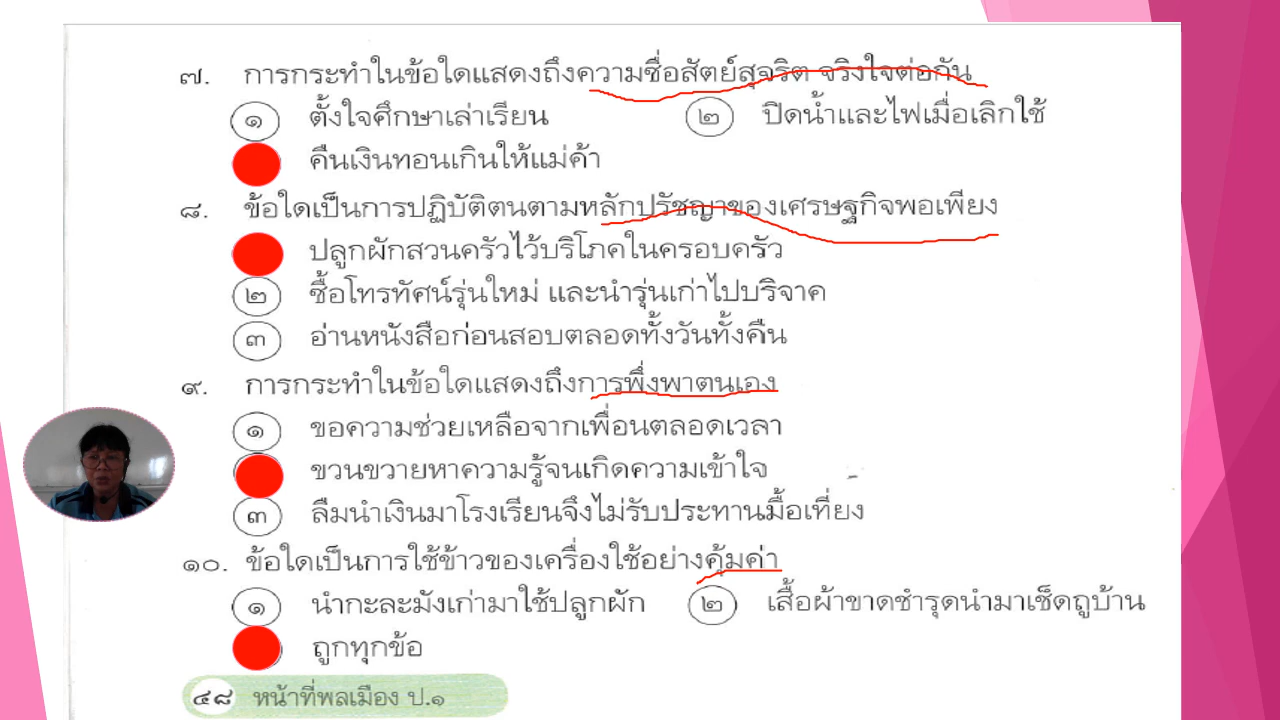 ๗. การกระทำในข้อใดแสดงถึงความซื่อสัตย์สุจริต จริงใจต่อกัน
๑ ตั้งใจศึกษาเล่าเรียน ๒ ปิดน้ำและไฟเมื่อเลิกใช้
คืนเงินทอนเกินให้แม่ค้า
๘. ข้อใดเป็นการปฏิบัติตนตามหลักปรัชญาของเศรษฐกิจพอเพียง
ปลูกผักสวนครัวไว้บริโภคในครอบครัว
๒ ซื้อโทรทัศน์รุ่นใหม่ และนำรุ่นเก่าไปบริจาค
๓ อ่านหนังสือก่อนสอบตลอดทั้งวันทั้งคืน
๙. การกระทำในข้อใดแสดงถึงการพึ่งพาตนเอง
๑ ขอความช่วยเหลือจากเพื่อนตลอดเวลา
ขวนขวายหาความรู้จนเกิดความเข้าใจ
๓ ลืมนำเงินมาโรงเรียนจึงไม่รับประทานมื้อเที่ยง
๑๐. ข้อใดเป็นการใช้ข้าวของเครื่องใช้อย่างคุ้มค่า
๑ นำกะละมังเก่ามาใช้ปลูกผัก ๒ เสื้อผ้าขาดชำรุดนำมาเช็ดถูบ้าน
ถูกทุกข้อ
๔๘ หน้าที่พลเมือง ป.๑